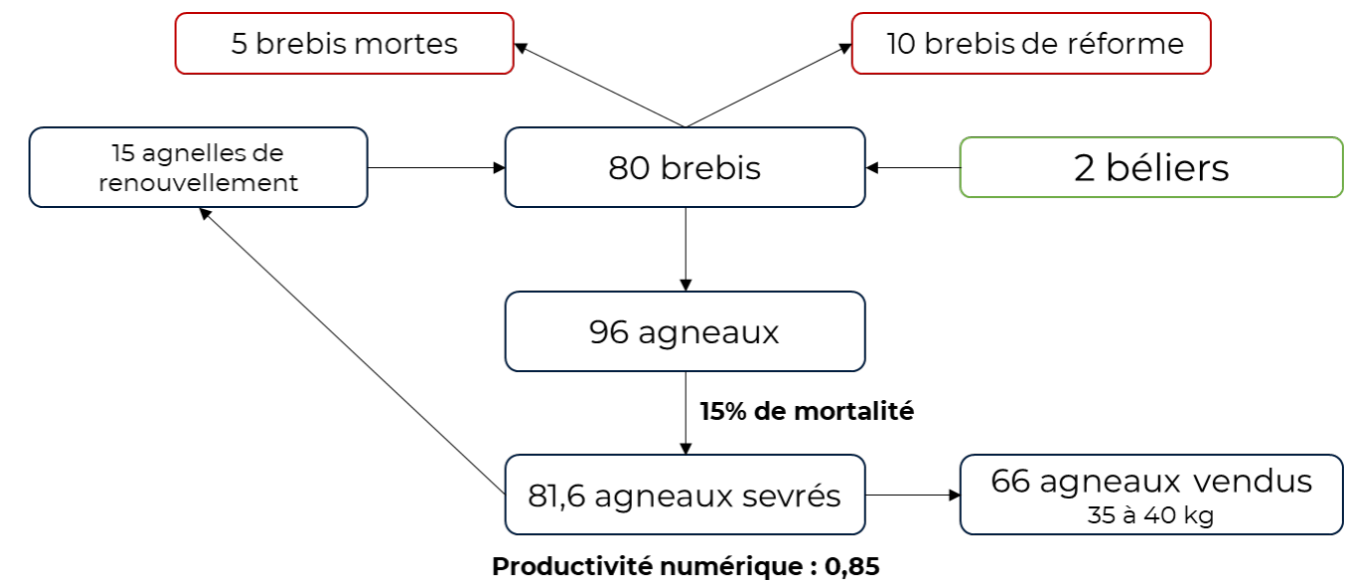 5 brebis mortes
10 brebis de réforme
15 agnelles de
renouvellement
80 brebis
2 béliers
96 agneaux
15% de mortalité
81,6 agneaux sevrés
66 agneaux vendus
35 à 40 kg
Productivité numérique : 0,85